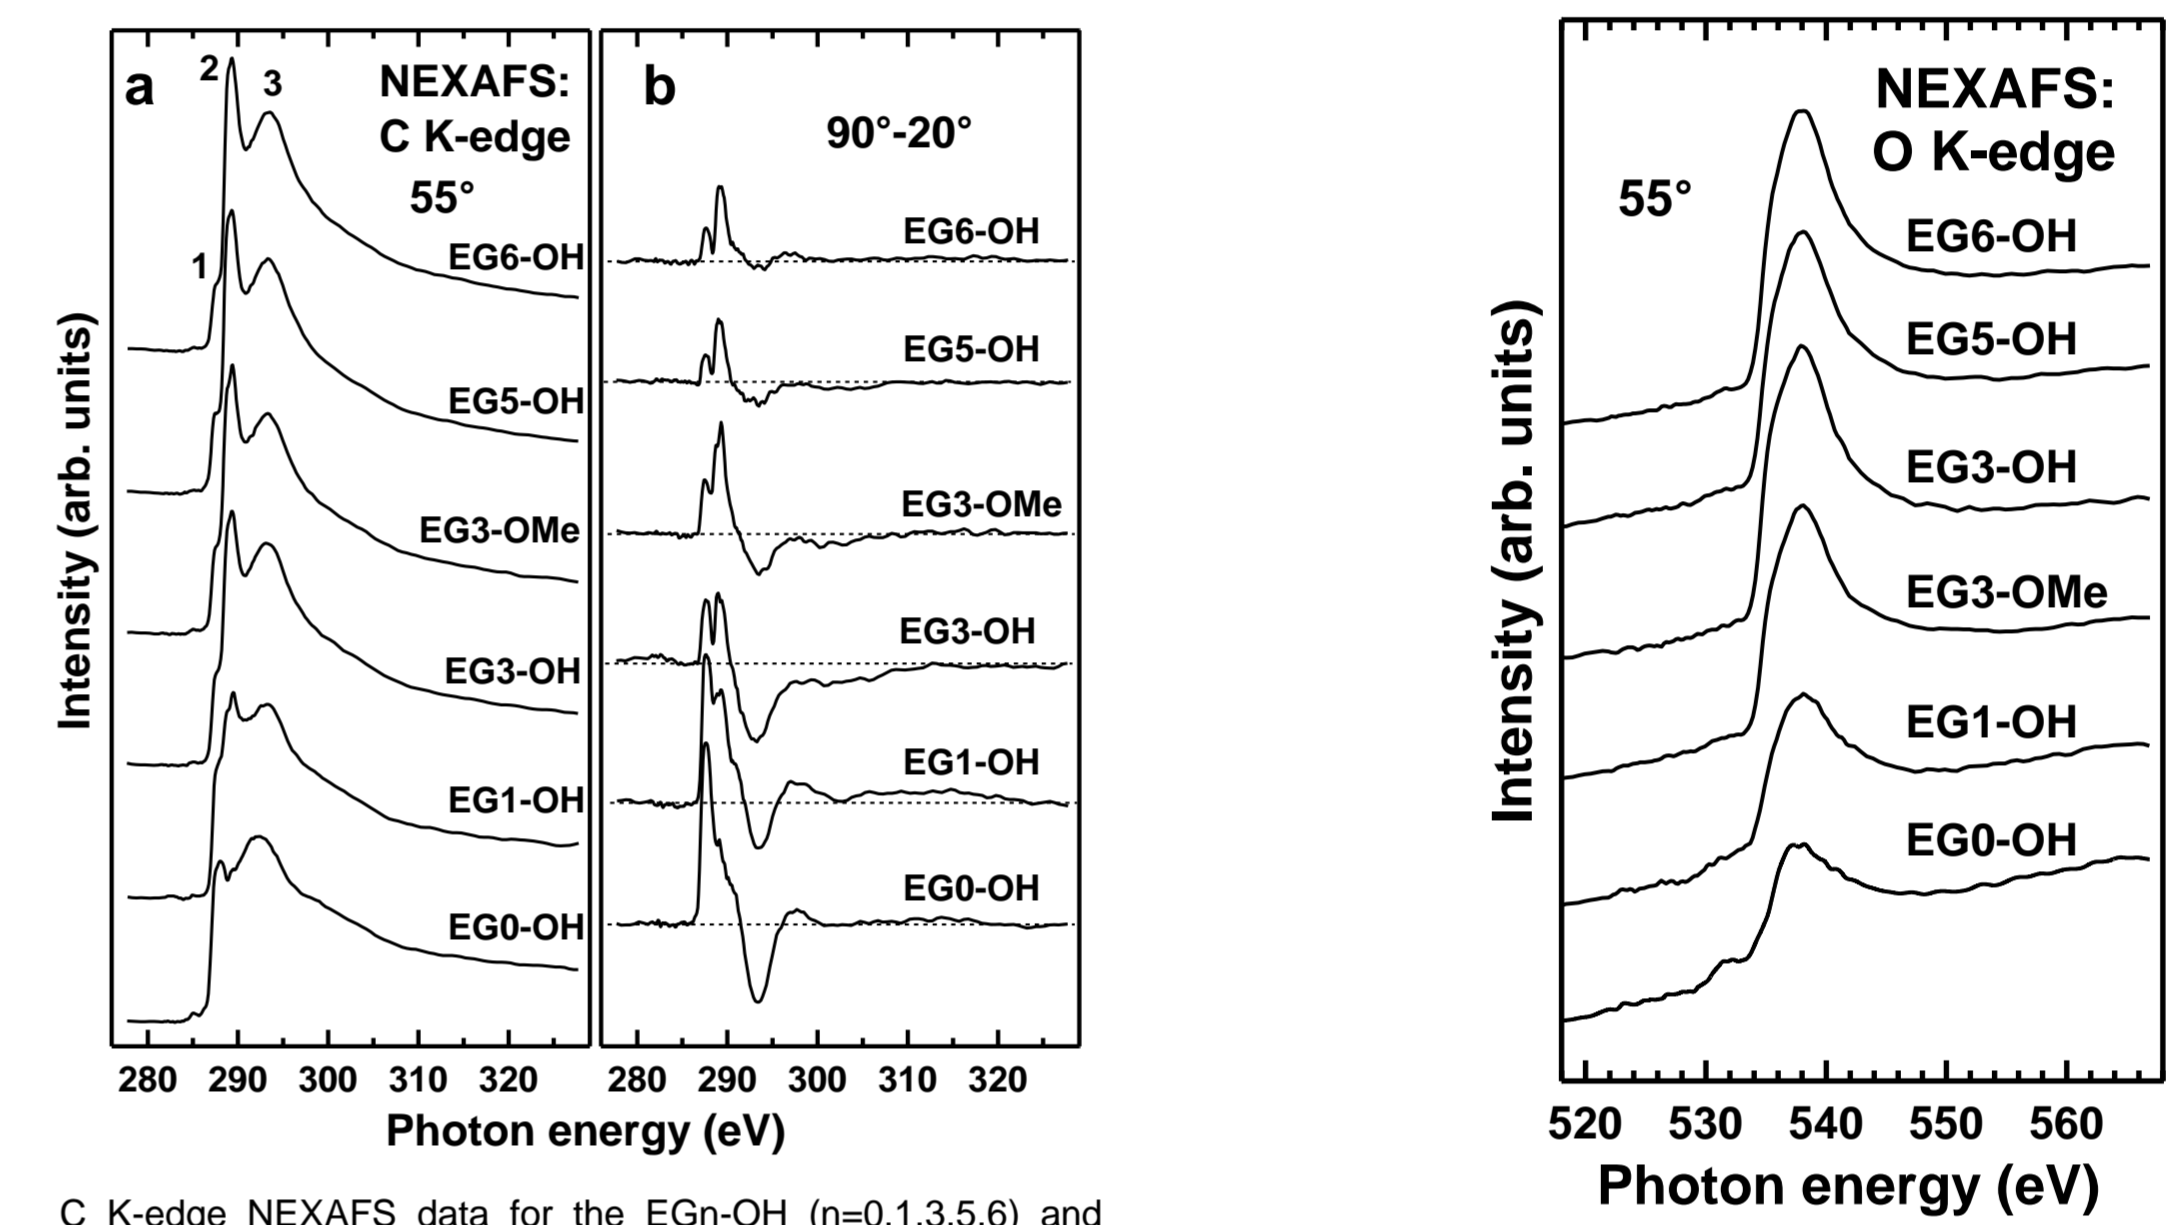 a
2
3
NEXAFS:
C K-edge
55°
1
EG6-OH
EG5-OH
EG3-OMe
EG3-OH
EG1-OH
EG0-OH
Intensity (arb. units)
280 290 300 310 320
b
90°-20°
EG6-OH
EG5-OH
EG3-OMe
EG3-OH
EG1-OH
EG0-OH
280 290 300 310 320
Photon energy (eV)
NEXAFS:
O K-edge
55°
EG6-OH
EG5-OH
EG3-OH
EG3-OMe
EG1-OH
EG0-OH
Intensity (arb. units)
520 530 540 550 560
Photon energy (eV)
C K-edge NEXAFS data for the EGn-OH (n=0,1,3,5,6) and